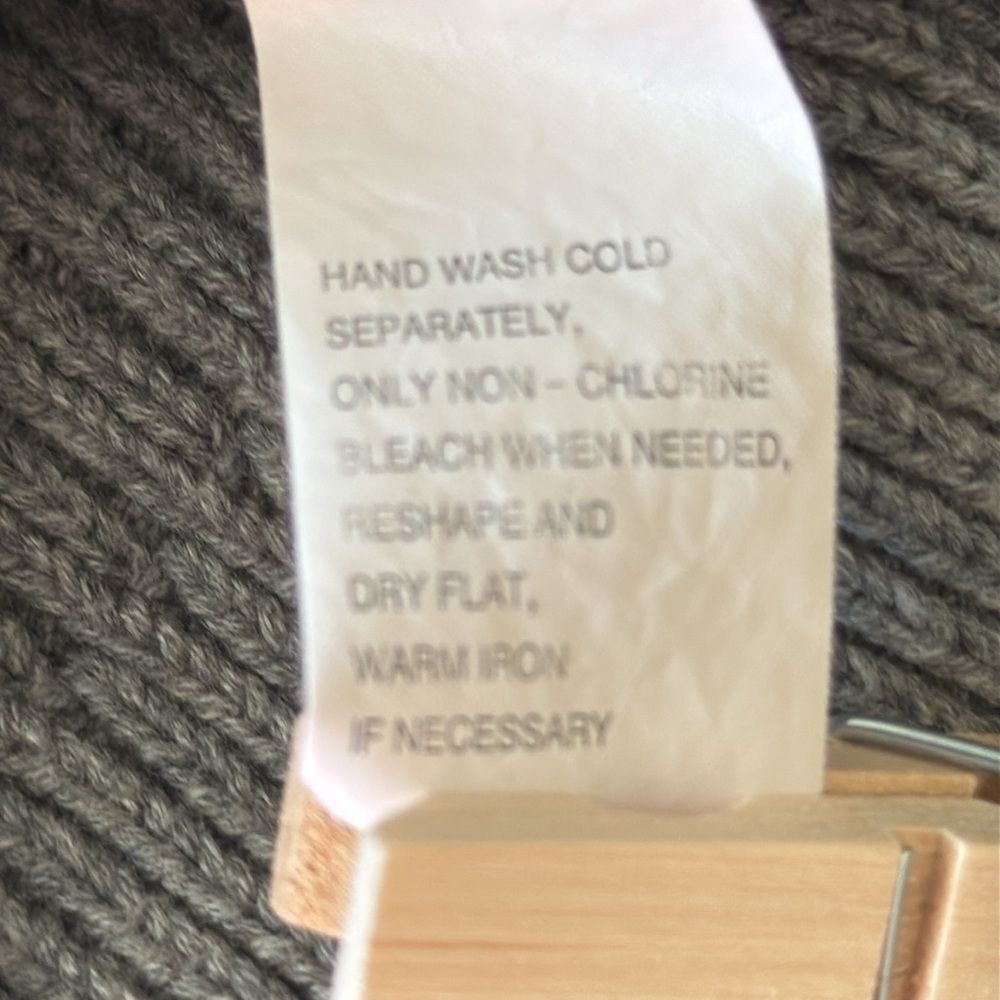 HAND WASH COLD
SEPARATELY.
ONLY NON – CHLORINE
BLEACH WHEN NEEDED,
RESHAPE AND
DRY FLAT,
WARM IRON
IF NECESSARY